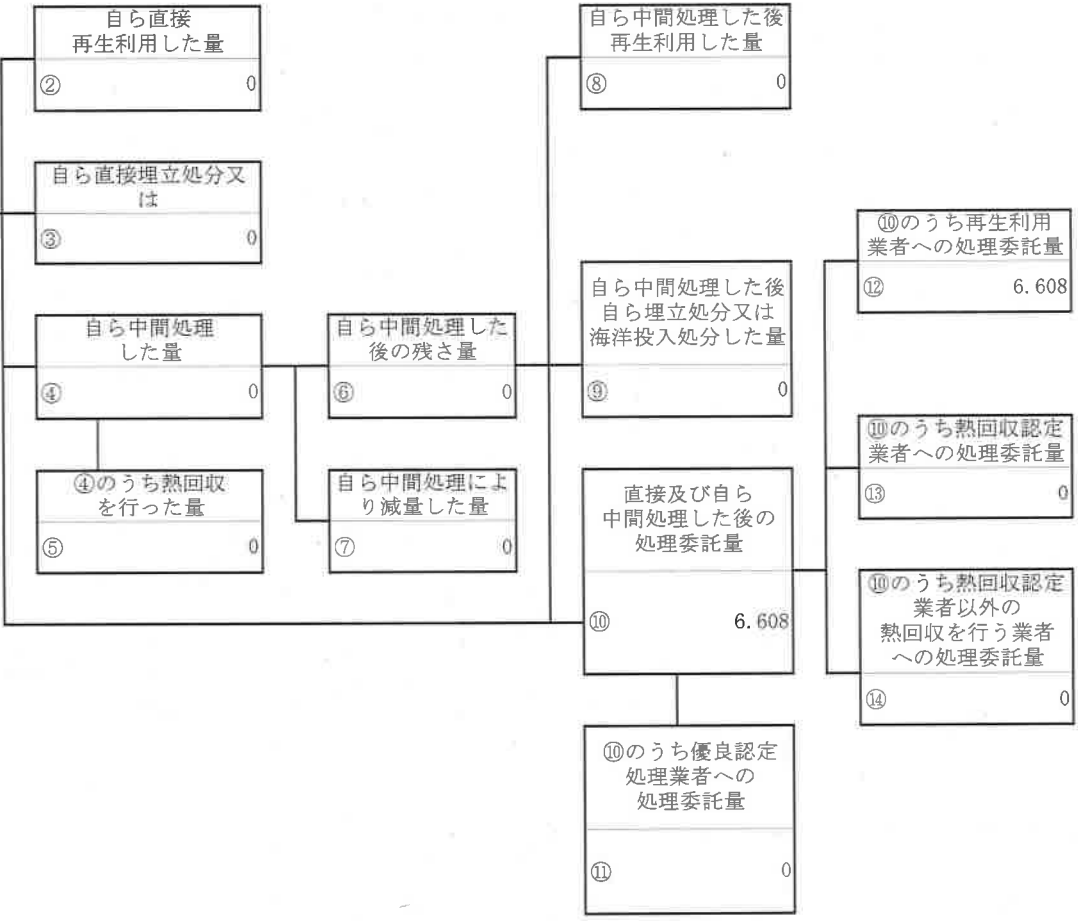 自ら直接
再生利用した量
② 0
自ら直接埋立処分又
は
③ 0
自ら中間処理
した量
④ 0
④のうち熱回収
を行った量
⑤ 0
自ら中間処理した
後の残さ量
⑥ 0
自ら中間処理によ
り減量した量
⑦ 0
自ら中間処理した後
再生利用した量
⑧ 0
自ら中間処理した後
自ら埋立処分又は
海洋投入処分した量
⑨ 0
直接及び自ら
中間処理した後の
処理委託量
⑩ 6.608
⑩のうち優良認定
処理業者への
処理委託量
⑪ 0
⑩のうち再生利用
業者への処理委託量
⑫ 6.608
⑩のうち熱回収認定
業者への処理委託量
⑬ 0
⑩のうち熱回収認定
業者以外の
熱回収を行う業者
への処理委託量
⑭ 0